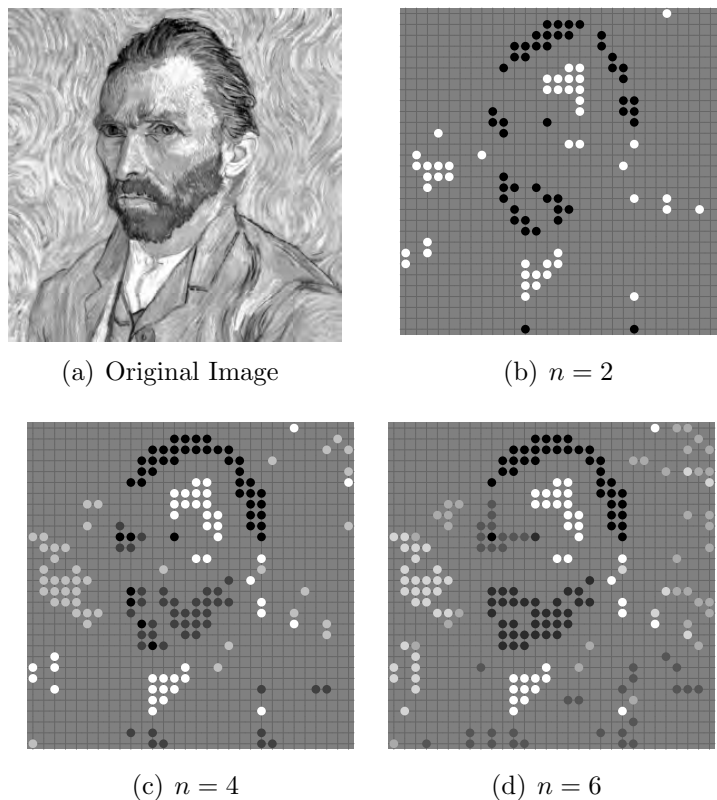 (a) Original Image
(b) n = 2
(c) n = 4
(d) n = 6